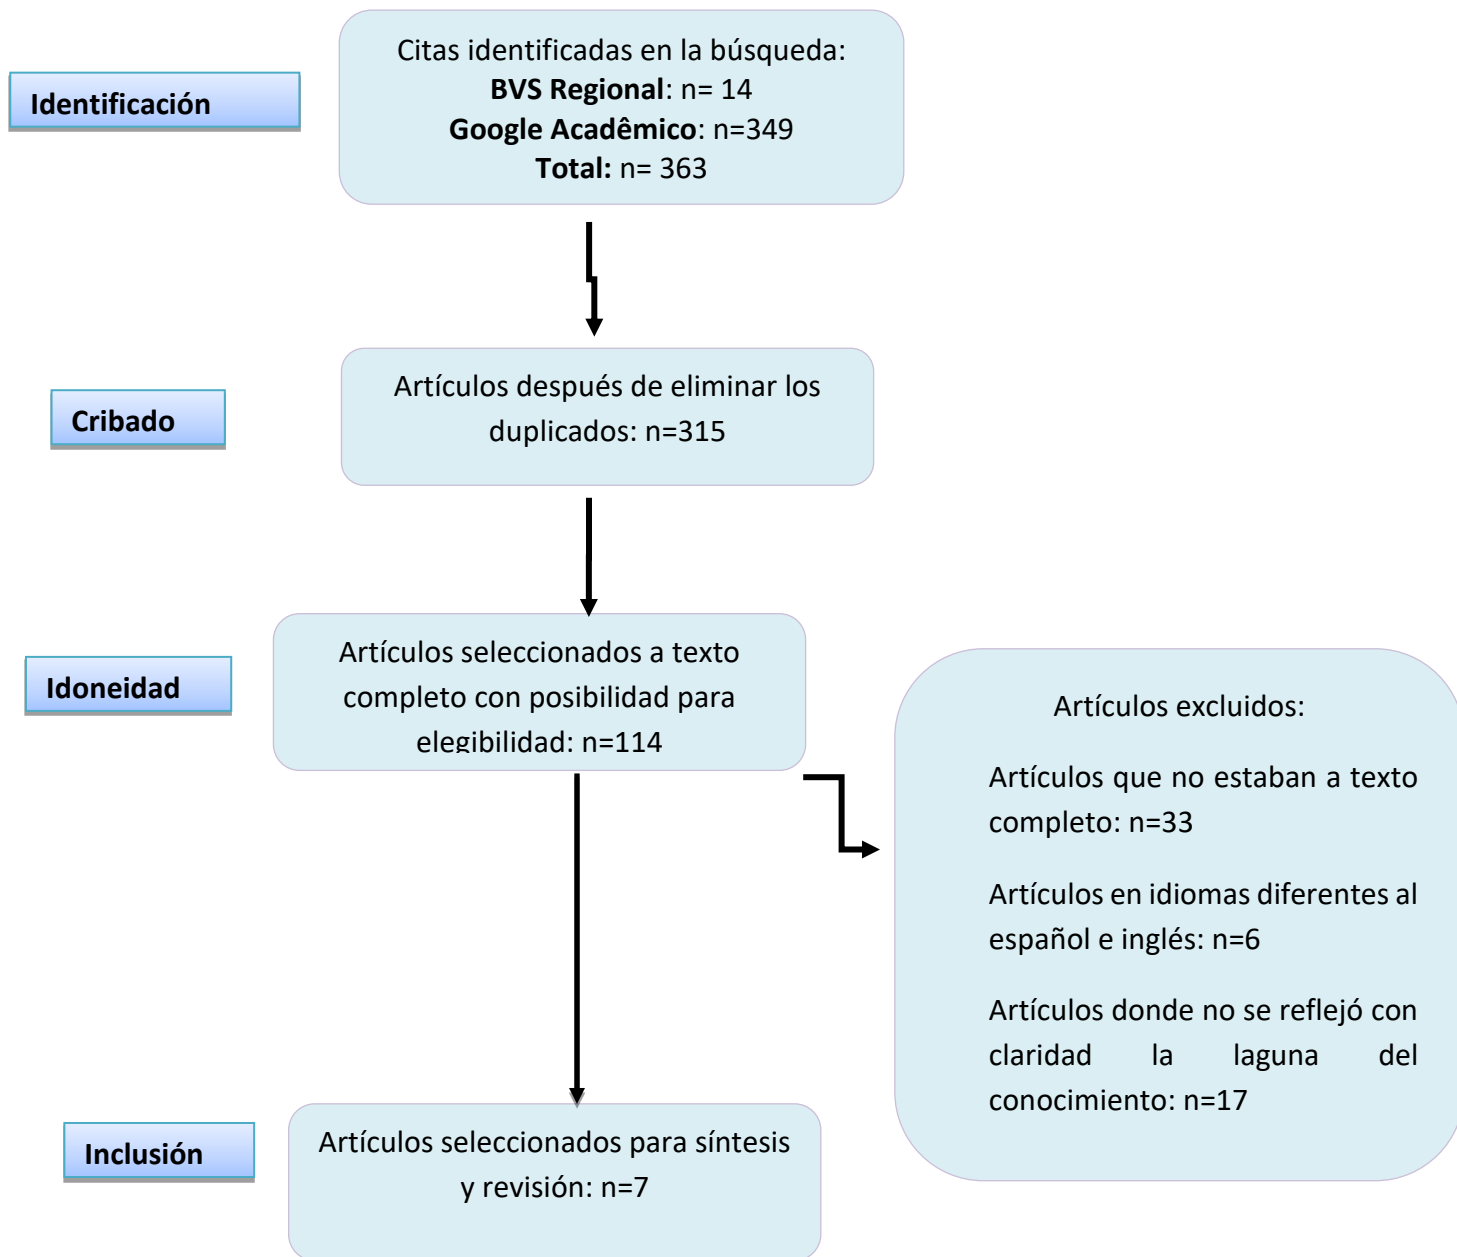 Identificación
Citas identificadas en la búsqueda:
BVS Regional: n= 14
Google Acadêmico: n=349
Total: n= 363
Cribado
Artículos después de eliminar los
duplicados: n=315
Idoneidad
Artículos seleccionados a texto
completo con posibilidad para
elegibilidad: n=114
Artículos excluidos:
Artículos que no estaban a texto
completo: n=33
Artículos en idiomas diferentes al
español e inglés: n=6
Artículos donde no se reflejó con
claridad la laguna del
conocimiento: n=17
Inclusión
Artículos seleccionados para síntesis
y revisión: n=7